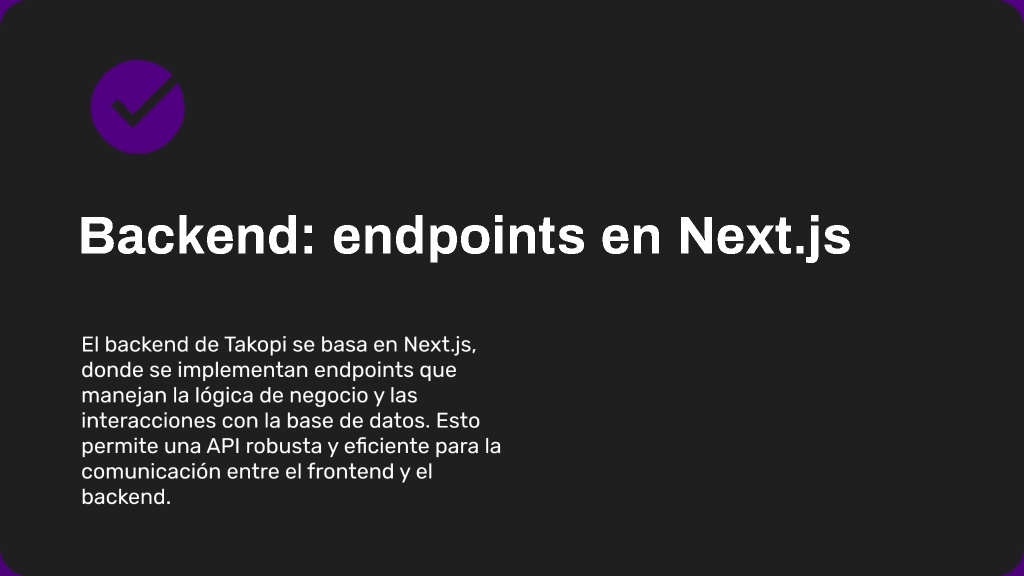 Backend: endpoints en Next.js
El backend de Takopi se basa en Next.js,
donde se implementan endpoints que
manejan la lógica de negocio y las
interacciones con la base de datos. Esto
permite una API robusta y eficiente para la
comunicación entre el frontend y el
backend.